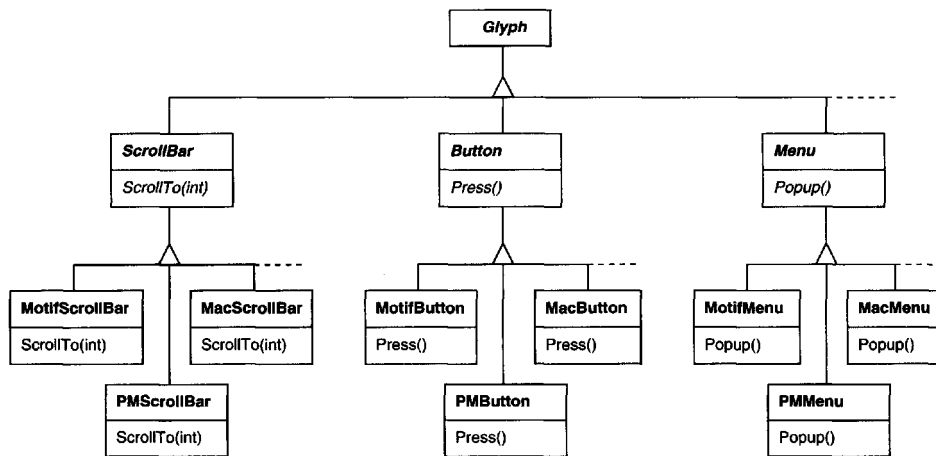 Glyph
ScrollBar
ScrollTo(int)
Button
Press()
Menu
Popup()
MotifScrollBar
ScrollTo(int)
MacScrollBar
ScrollTo(int)
PMScrollBar
ScrollTo(int)
MotifButton
Press()
MacButton
Press()
PMButton
Press()
MotifMenu
Popup()
MacMenu
Popup()
PMMenu
Popup()